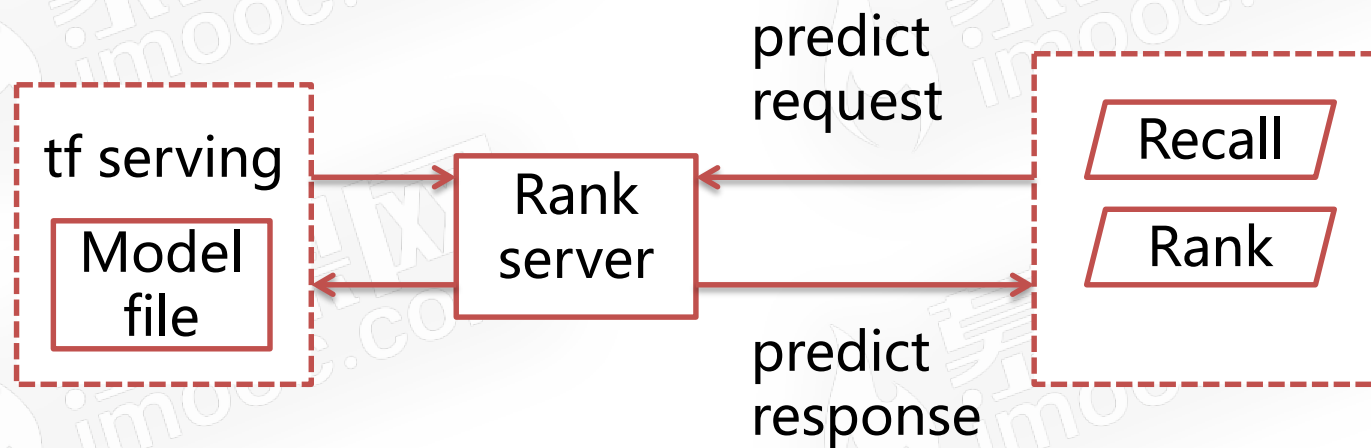 predict
request
tf serving
Model
file
Rank
server
Recall
Rank
predict
response